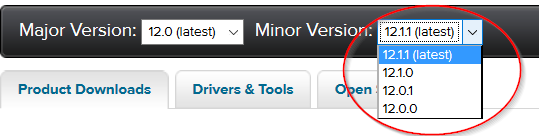 Major Version: 12.0 (latest) Minor Version: 12.1.1 (latest)
12.1.1 (latest)
12.1.0
12.0.1
12.0.0
Product Downloads Drivers & Tools Open S